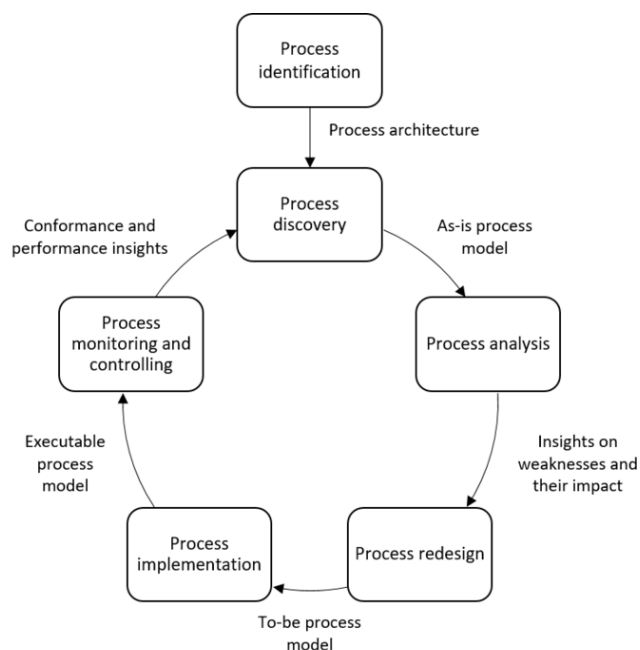 Process
identification
Process architecture
Process
discovery
Conformance and
performance insights
As-is process
model
Process
monitoring and
controlling
Process analysis
Executable
process
model
Insights on
weaknesses and
their impact
Process
implementation
Process redesign
To-be process
model